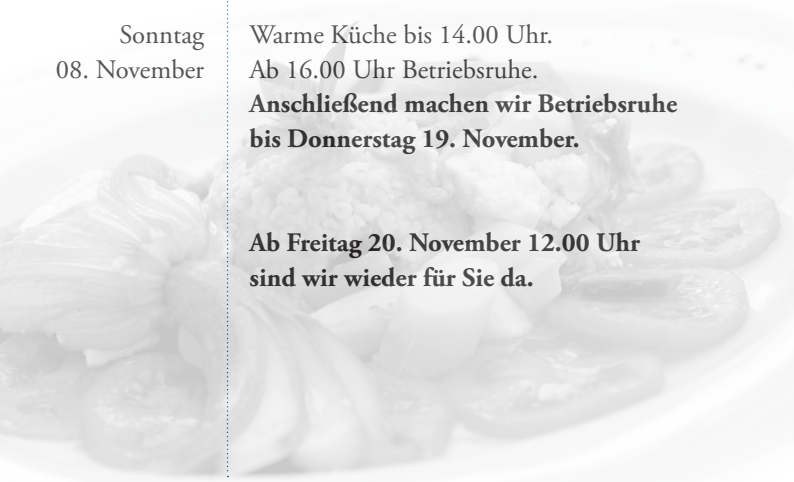 Sonntag
08. November
Warme Küche bis 14.00 Uhr.
Ab 16.00 Uhr Betriebsruhe.
Anschließend machen wir Betriebsruhe
bis Donnerstag 19. November.
Ab Freitag 20. November 12.00 Uhr
sind wir wieder für Sie da.